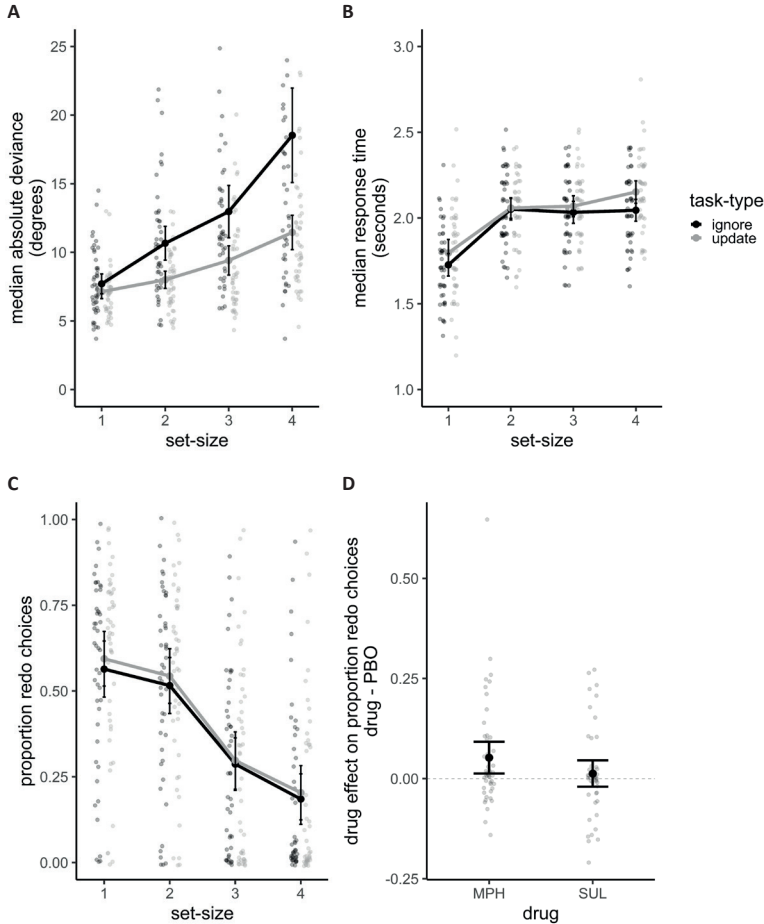 A
median absolute deviance
(degrees)
25
20
15
10
5
0
1 2 3 4
set-size
B
median response time
(seconds)
3.0
2.5
2.0
1.5
1.0
1 2 3 4
set-size
task-type
ignore
update
C
proportion redo choices
1.00
0.75
0.50
0.25
0.00
1 2 3 4
set-size
D
drug effect on proportion redo choices
drug - PBO
0.50
0.25
0.00
-0.25
MPH SUL
drug